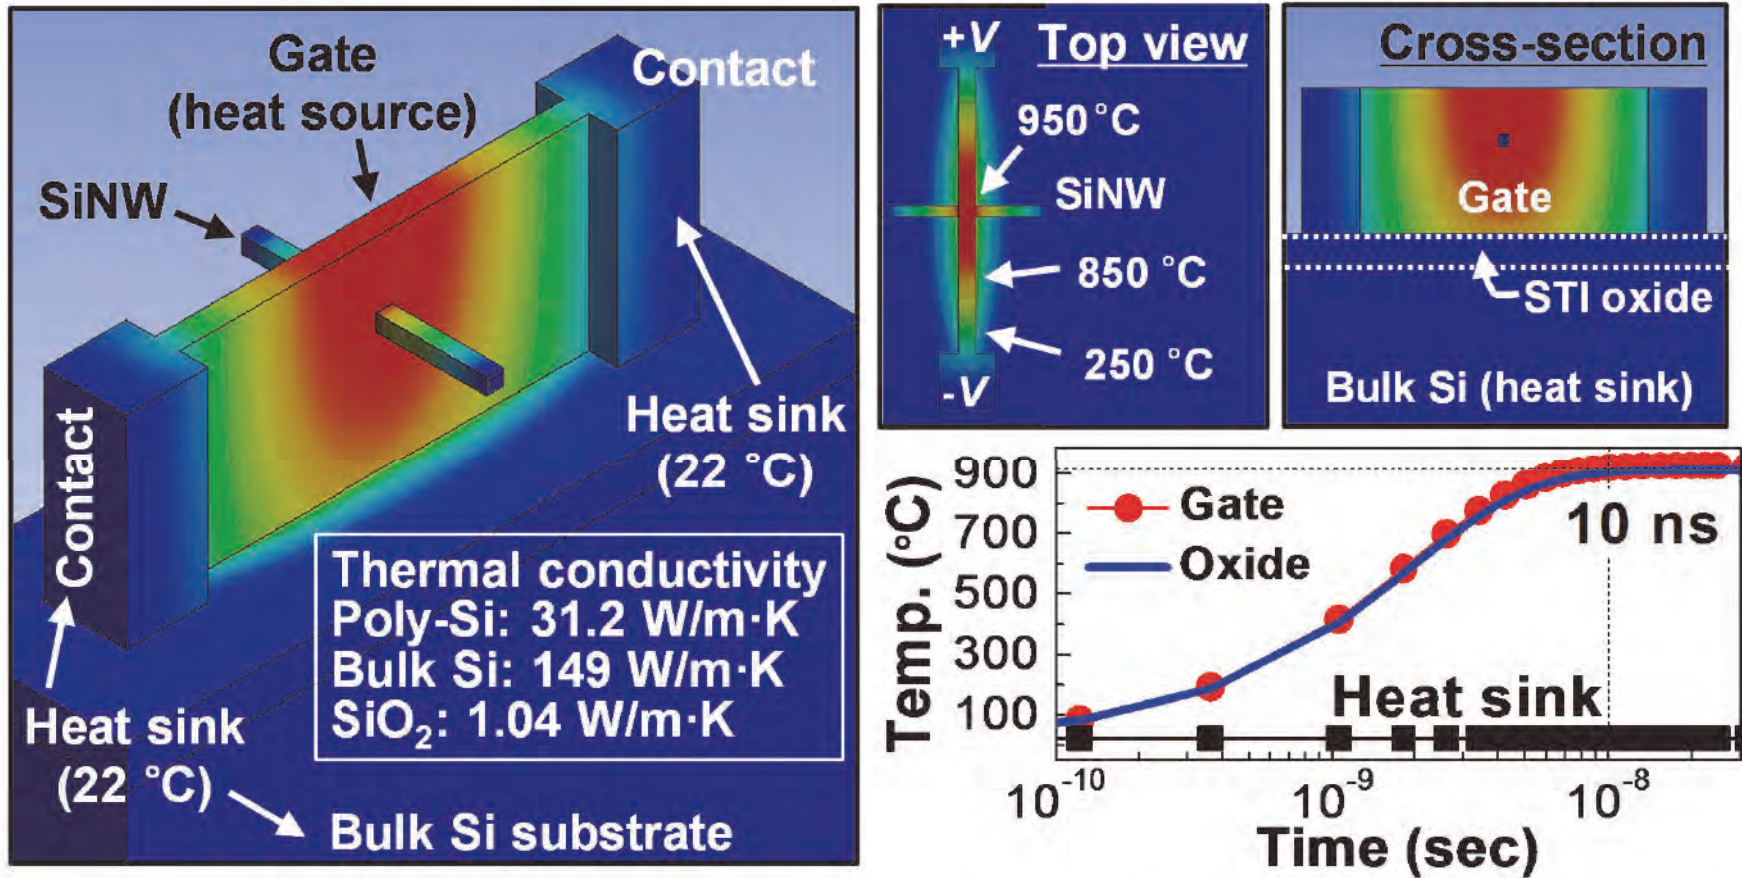 Gate
(heat source)
SiNW
Contact
Contact
Heat sink
(22 °C)
Heat sink
(22 °C)
Thermal conductivity
Poly-Si: 31.2 W/m·K
Bulk Si: 149 W/m·K
SiO₂: 1.04 W/m·K
Bulk Si substrate
+V
Top view
950 °C
SiNW
850 °C
250 °C
-V
Cross-section
Gate
STI oxide
Bulk Si (heat sink)
Temp. (°C)
900
700
500
300
100
Gate
Oxide
10 ns
Heat sink
10⁻¹⁰
10⁻⁹
10⁻⁸
Time (sec)